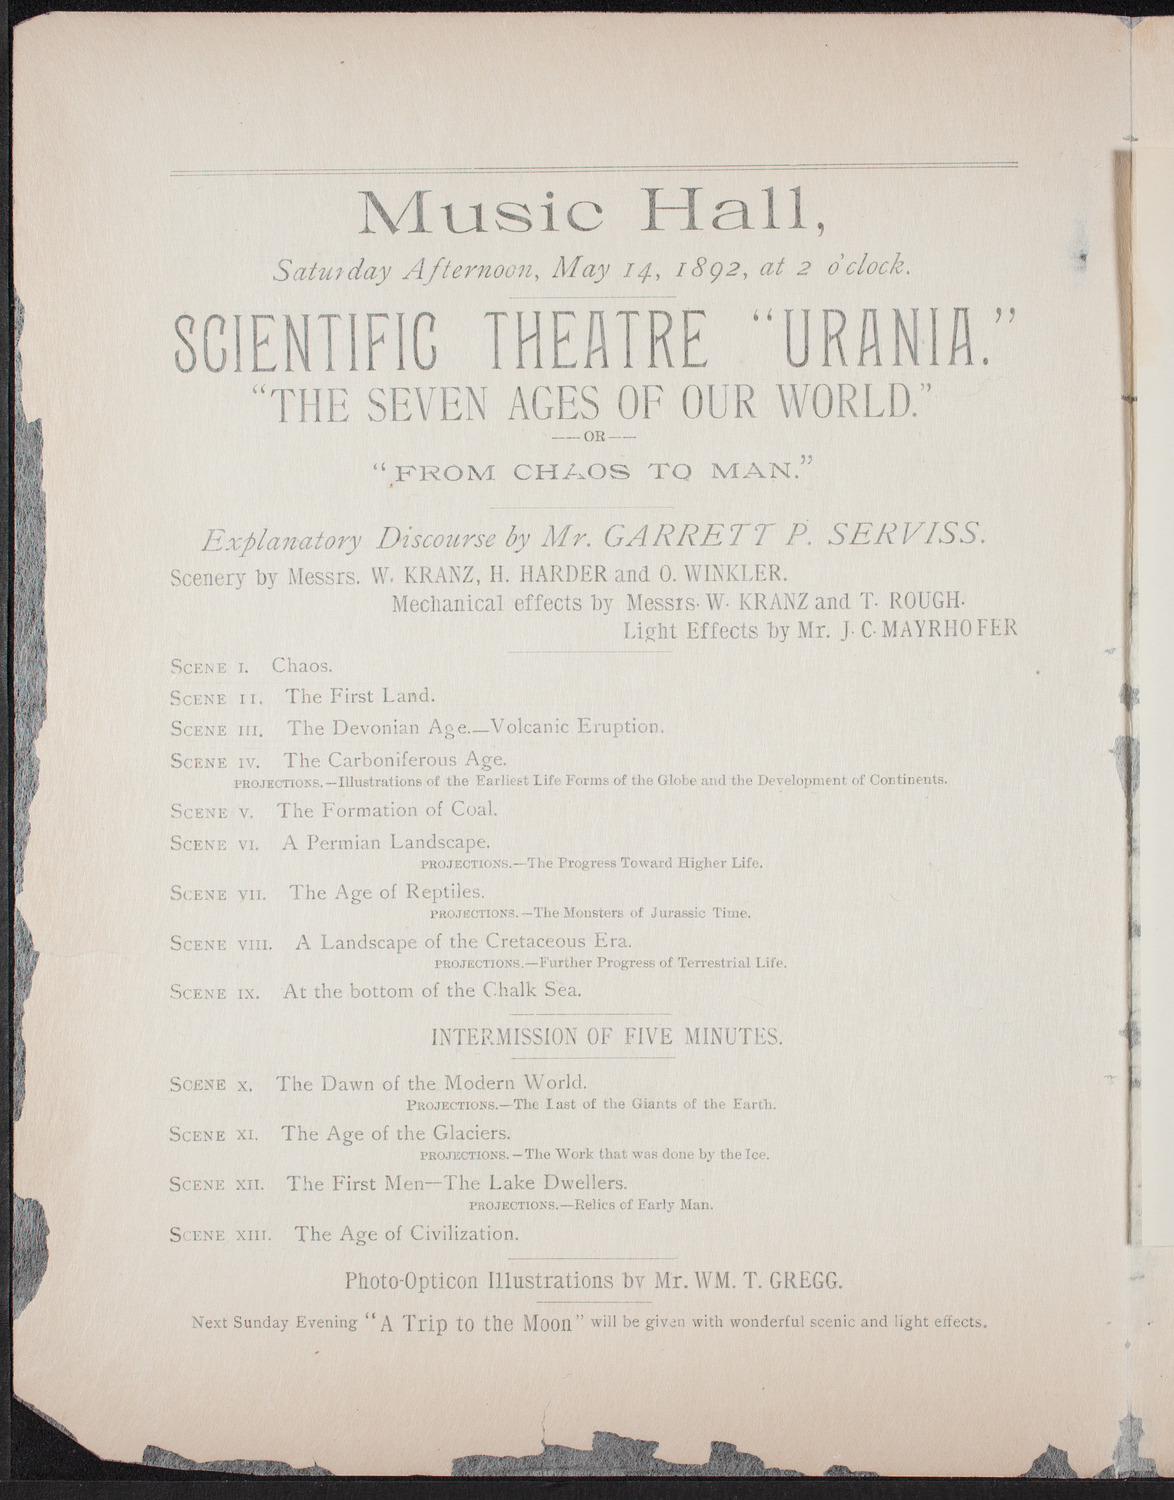 Music Hall,
Saturday Afternoon, May 14, 1892, at 2 o'clock.
SCIENTIFIC THEATRE "URANIA."
"THE SEVEN AGES OF OUR WORLD."
—OR—
"FROM CHAOS TO MAN."
Explanatory Discourse by Mr. GARRETT P. SERVISS.
Scenery by Messrs. W. KRANZ, H. HARDER and O. WINKLER.
Mechanical effects by Messrs. W. KRANZ and T. ROUGH.
Light Effects by Mr. J. C. MAYRHOFER
SCENE I. Chaos.
SCENE II. The First Land.
SCENE III. The Devonian Age.—Volcanic Eruption.
SCENE IV. The Carboniferous Age.
PROJECTIONS.—Illustrations of the Earliest Life Forms of the Globe and the Development of Continents.
SCENE V. The Formation of Coal.
SCENE VI. A Permian Landscape.
PROJECTIONS.—The Progress Toward Higher Life.
SCENE VII. The Age of Reptiles.
PROJECTIONS.—The Monsters of Jurassic Time.
SCENE VIII. A Landscape of the Cretaceous Era.
PROJECTIONS.—Further Progress of Terrestrial Life.
SCENE IX. At the bottom of the Chalk Sea.
INTERMISSION OF FIVE MINUTES.
SCENE X. The Dawn of the Modern World.
PROJECTIONS.—The Last of the Giants of the Earth.
SCENE XI. The Age of the Glaciers.
PROJECTIONS.—The Work that was done by the Ice.
SCENE XII. The First Men—The Lake Dwellers.
PROJECTIONS.—Relics of Early Man.
SCENE XIII. The Age of Civilization.
Photo-Opticon Illustrations by Mr. WM. T. GREGG.
Next Sunday Evening "A Trip to the Moon" will be given with wonderful scenic and light effects.